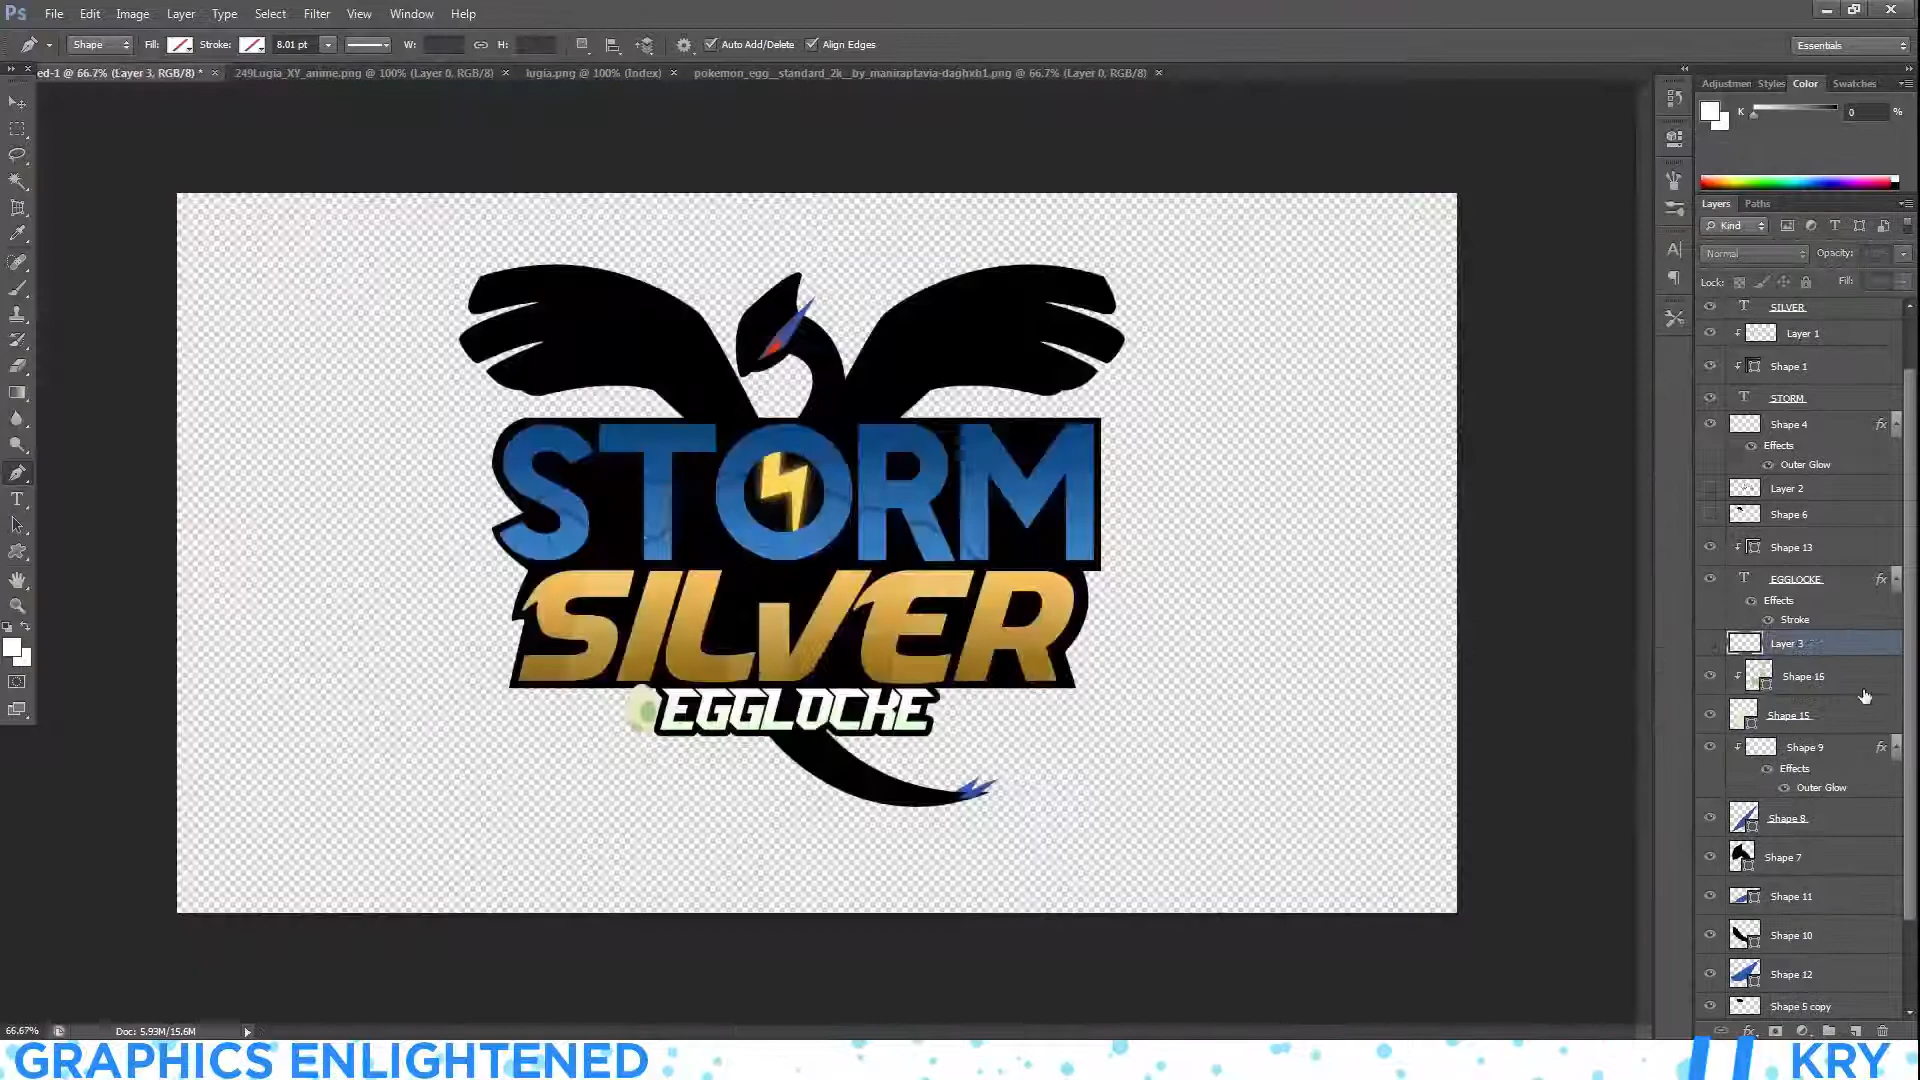 Ps File Edit Image Layer Type Select Filter View Window Help
Shape Fill: Stroke: 8.01 pt W: H: Auto Add/Delete Align Edges Essentials
ed-1 @ 66.7% (Layer 3, RGB/8) * 249Lugia_XY_anime.png @ 100% (Layer 0, RGB/8) lugia.png @ 100% (Index) pokemon_egg__standard_2k__by_maniraptavia-daghxb1.png @ 66.7% (Layer 0, RGB/8)
Adjustmen Styles Color Swatches
K 0 %
Layers Paths
Kind
Normal Opacity:
Lock: Fill:
SILVER
Layer 1
Shape 1
STORM
Shape 4 fx
Effects
Outer Glow
Layer 2
Shape 6
Shape 13
EGGLOCKE fx
Effects
Stroke
Layer 3
Shape 15
Shape 15
Shape 9 fx
Effects
Outer Glow
Shape 8
Shape 7
Shape 11
Shape 10
Shape 12
Shape 5 copy
STORM
SILVER
EGGLOCKE
66.67% Doc: 5.93M/15.6M
GRAPHICS ENLIGHTENED KRY